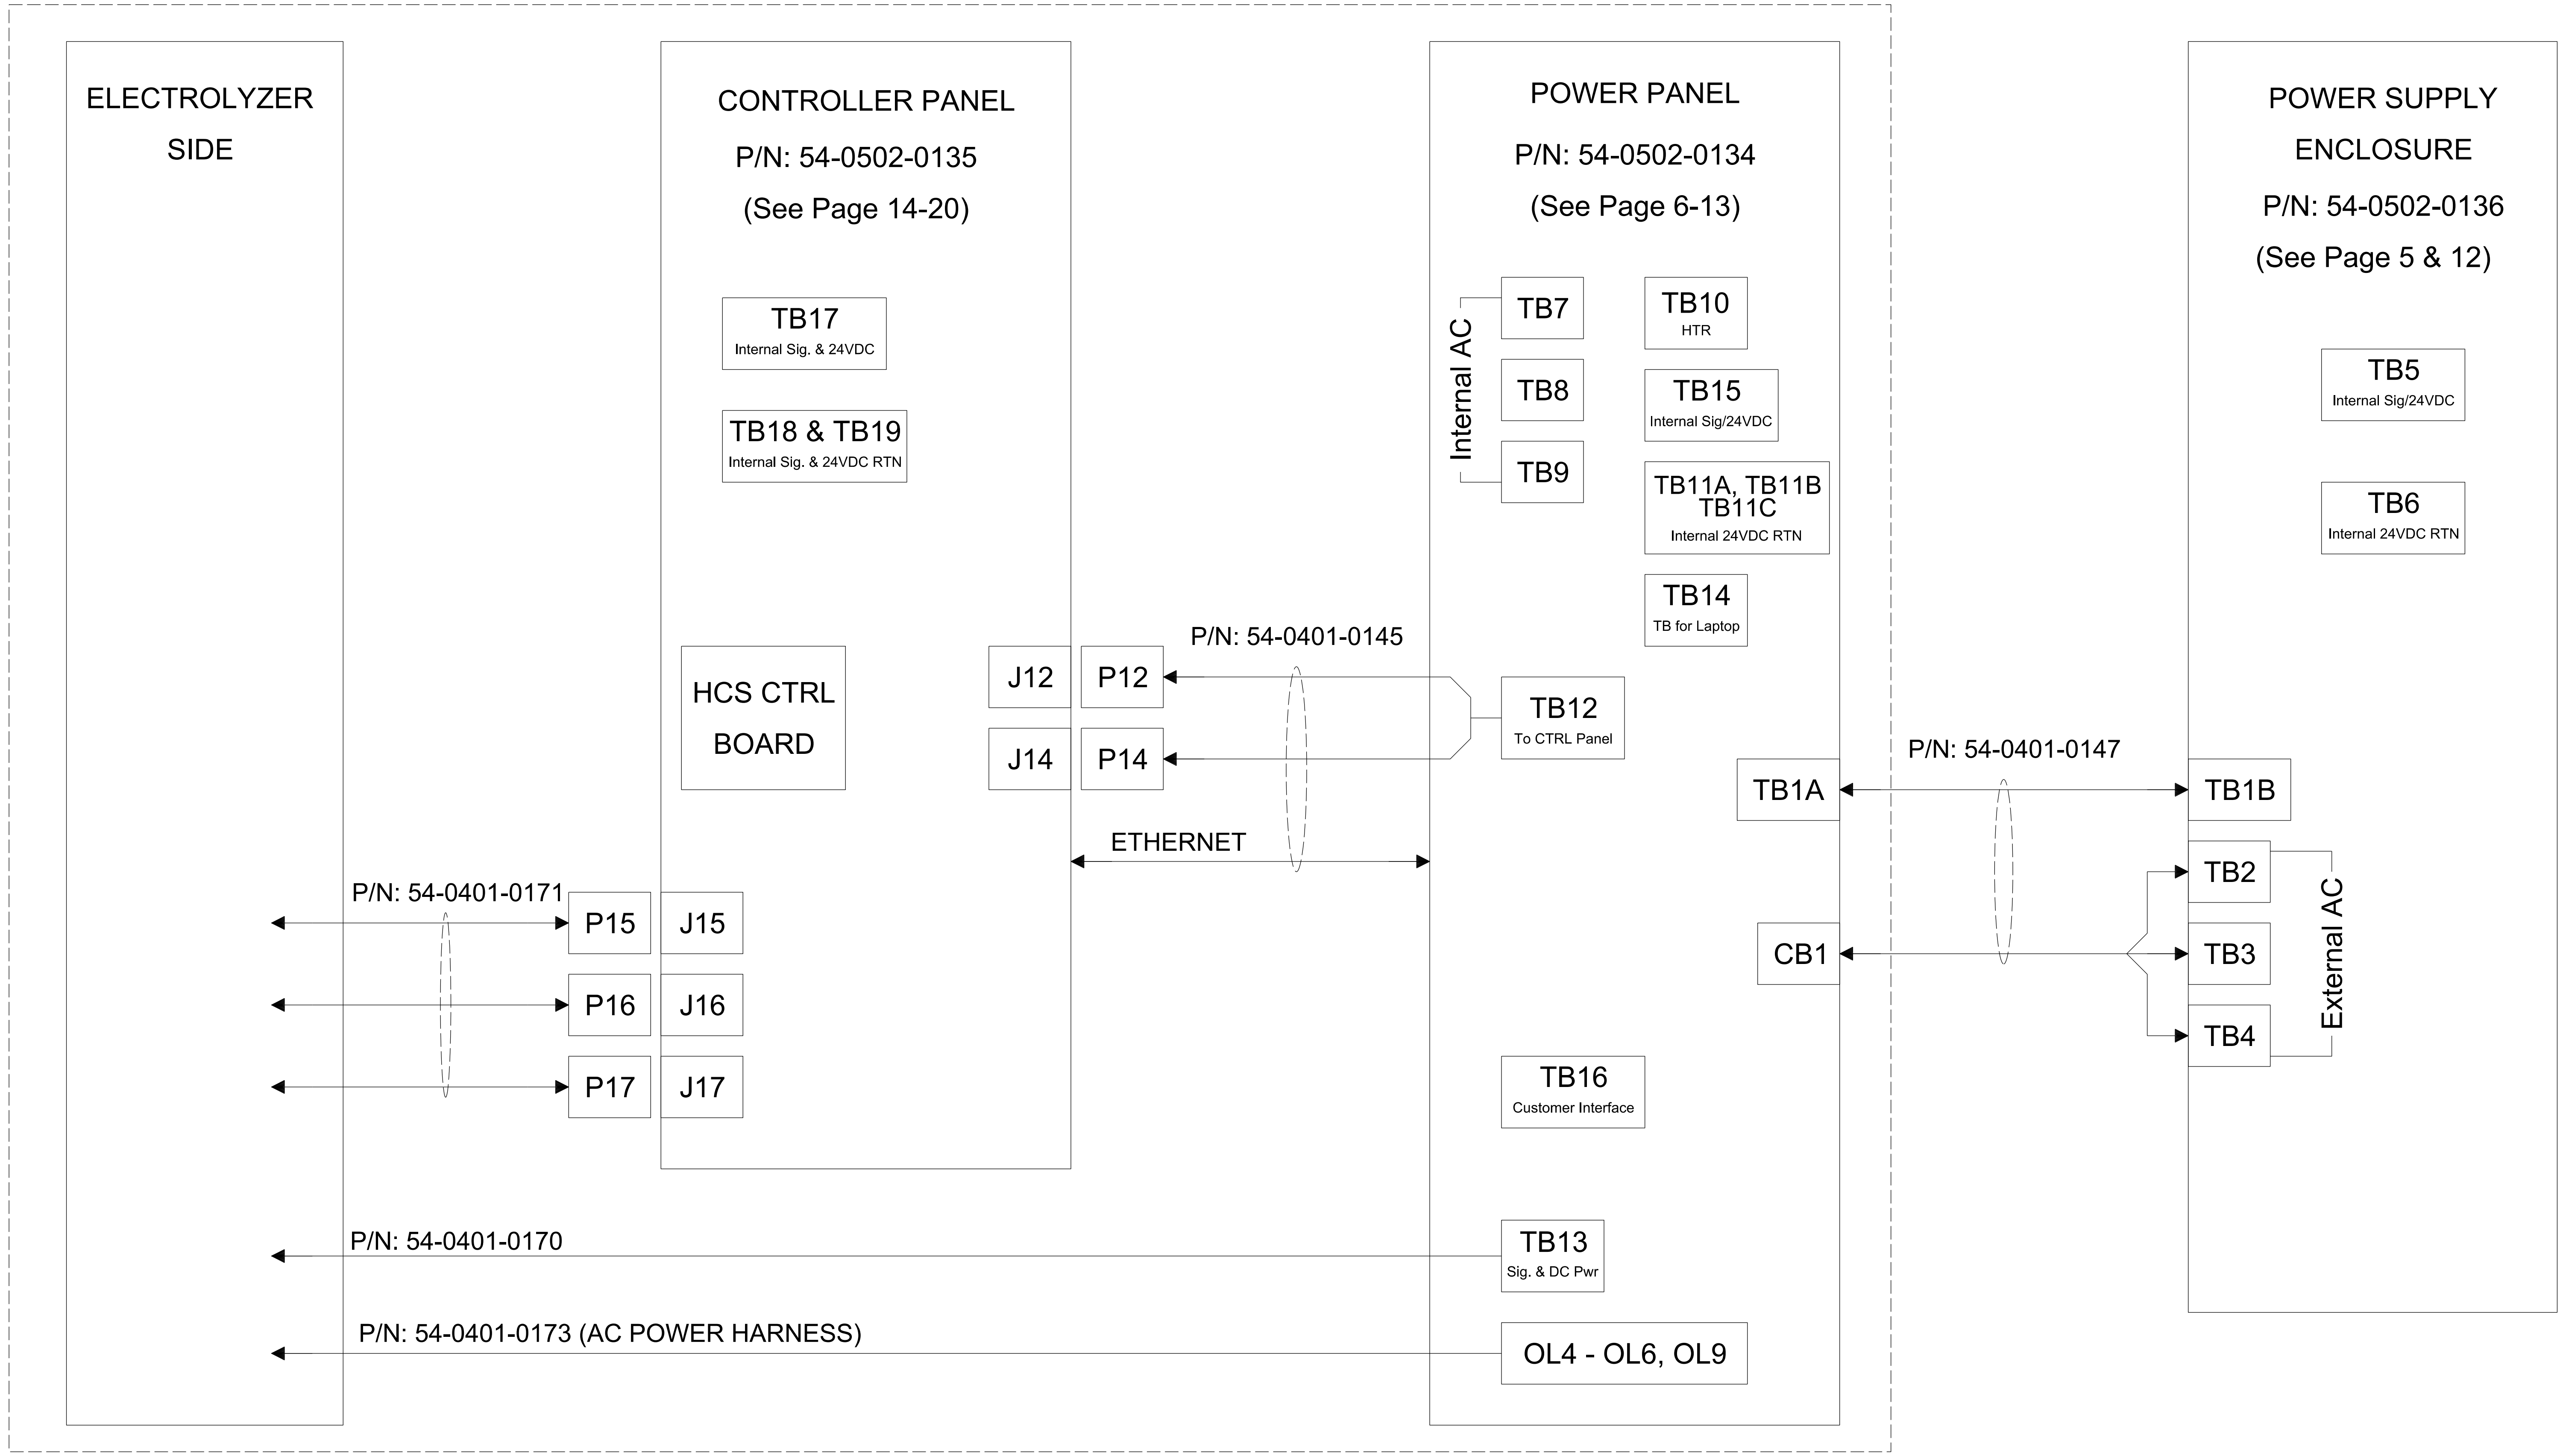 ELECTROLYZER
SIDE
CONTROLLER PANEL
P/N: 54-0502-0135
(See Page 14-20)
TB17
Internal Sig. & 24VDC
TB18 & TB19
Internal Sig. & 24VDC RTN
HCS CTRL
BOARD
J12
P12
J14
P14
P/N: 54-0401-0145
ETHERNET
P/N: 54-0401-0171
P15
J15
P16
J16
P17
J17
P/N: 54-0401-0170
P/N: 54-0401-0173 (AC POWER HARNESS)
POWER PANEL
P/N: 54-0502-0134
(See Page 6-13)
Internal AC
TB7
TB8
TB9
TB10
HTR
TB15
Internal Sig/24VDC
TB11A, TB11B
TB11C
Internal 24VDC RTN
TB14
TB for Laptop
TB12
To CTRL Panel
TB1A
CB1
TB16
Customer Interface
TB13
Sig. & DC Pwr
OL4 - OL6, OL9
P/N: 54-0401-0147
POWER SUPPLY
ENCLOSURE
P/N: 54-0502-0136
(See Page 5 & 12)
TB5
Internal Sig/24VDC
TB6
Internal 24VDC RTN
TB1B
TB2
TB3
TB4
External AC